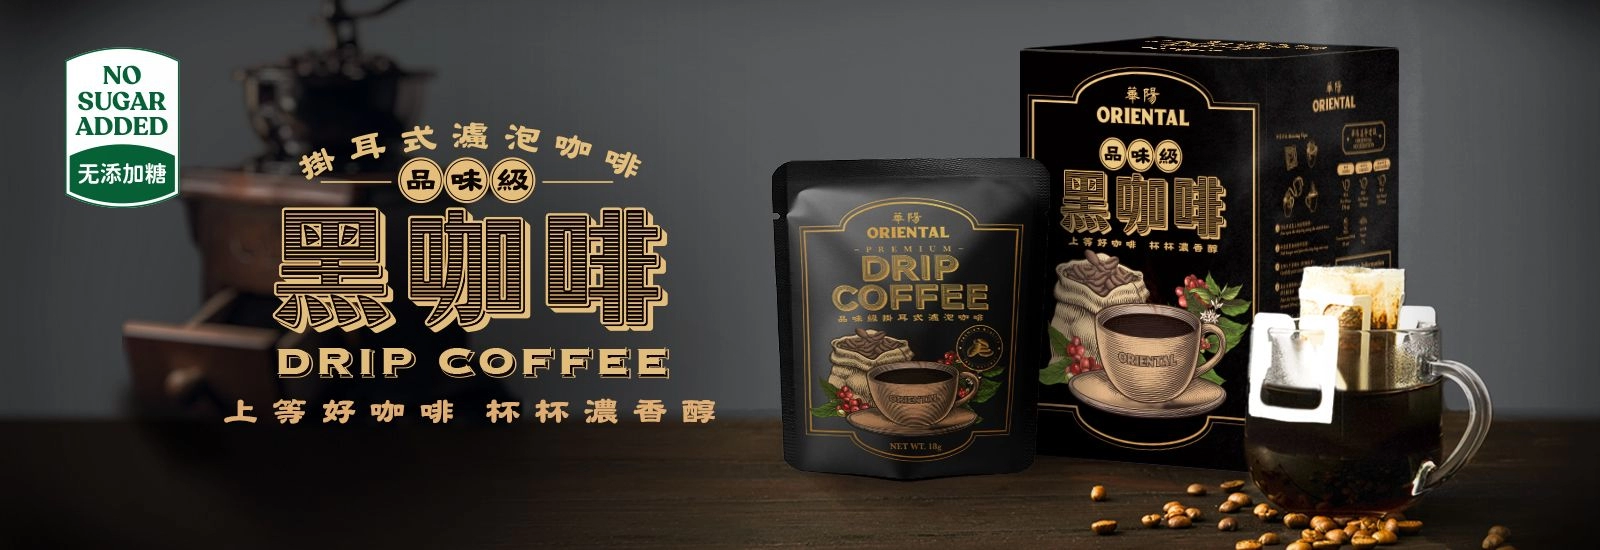 NO
SUGAR
ADDED
无添加糖
掛耳式濾泡咖啡
品味級
黑咖啡
DRIP COFFEE
上等好咖啡 杯杯濃香醇
華陽
ORIENTAL
PREMIUM
DRIP
COFFEE
品味級掛耳式濾泡咖啡
ORIENTAL
NET WT. 18g
華陽
ORIENTAL
品味級
黑咖啡
上等好咖啡 杯杯濃香醇
ORIENTAL
華陽
ORIENTAL